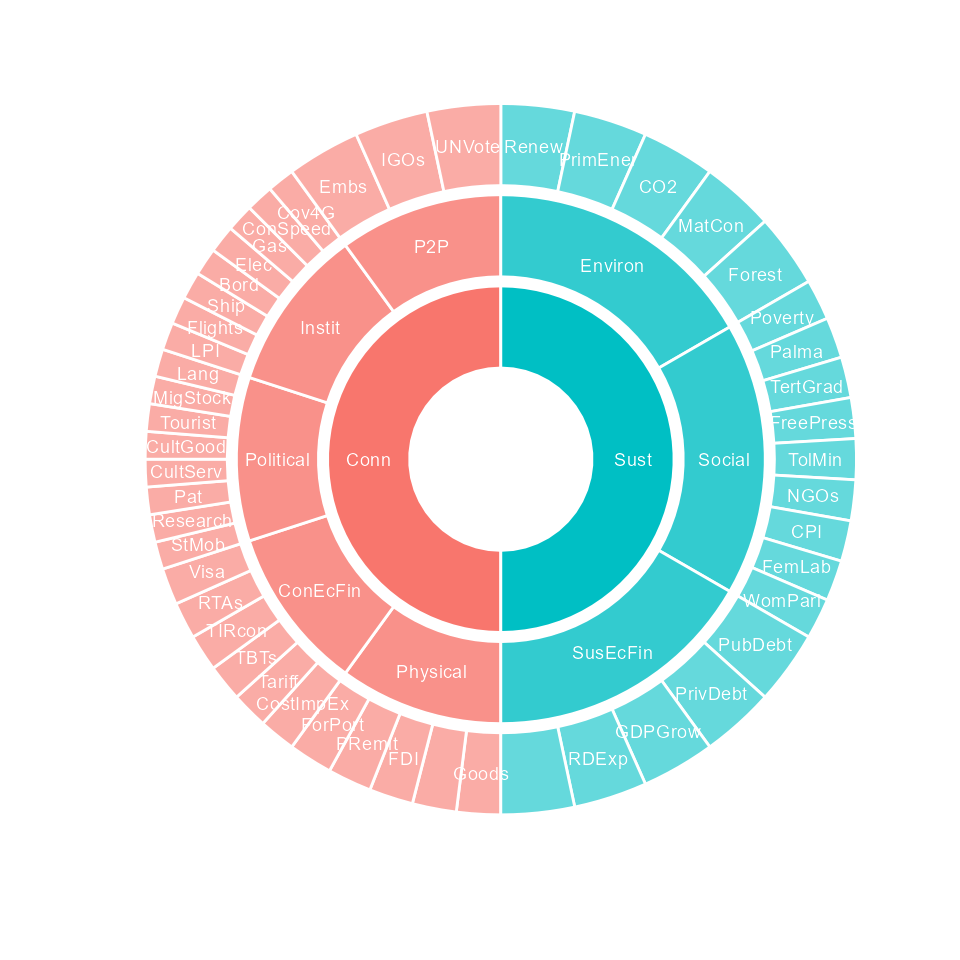 UNVote
Renew
IGOs
PrimEner
Embs
CO2
Cov4G
MatCon
ConSpeed
Gas
P2P
Elec
Environ
Forest
Bord
Ship
Poverty
Flights
Instit
LPI
Palma
Lang
TertGrad
MigStock
Tourist
FreePress
CultGood
Political
Conn
Sust
Social
TolMin
CultServ
Pat
NGOs
Research
CPI
StMob
Visa
FemLab
ConEcFin
RTAs
WomParl
TIRcon
PubDebt
TBTs
SusEcFin
Physical
Tariff
PrivDebt
CostImpEx
ForPort
GDPGrow
PRemit
FDI
RDExp
Goods